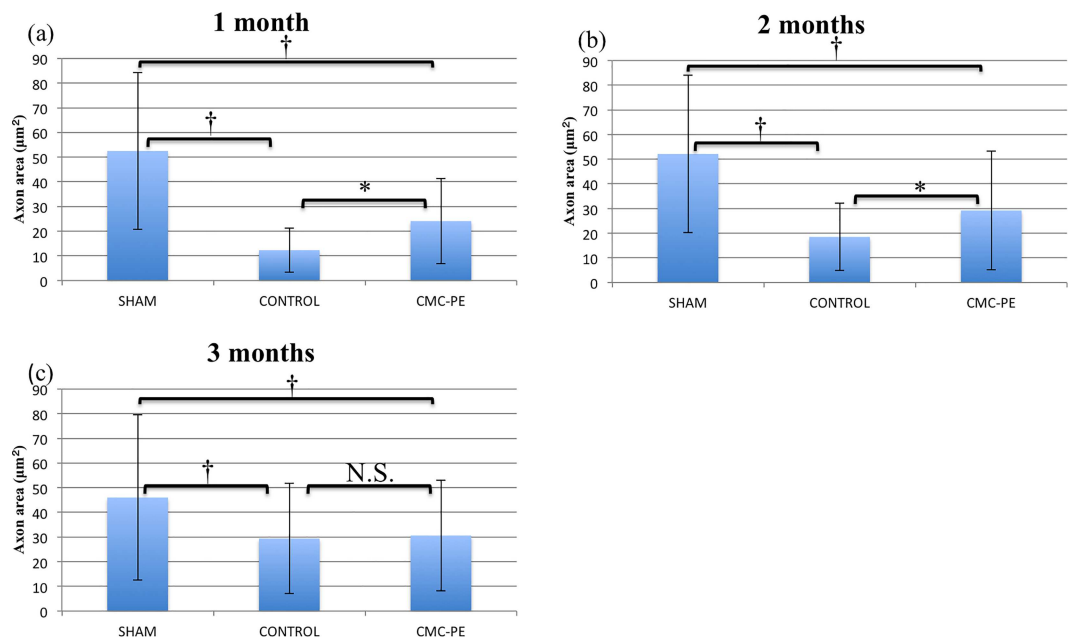 (a)
1 month
†
†
*
Axon area (µm²)
90
80
70
60
50
40
30
20
10
0
SHAM
CONTROL
CMC-PE
(b)
2 months
†
†
*
Axon area (µm²)
90
80
70
60
50
40
30
20
10
0
SHAM
CONTROL
CMC-PE
(c)
3 months
†
†
N.S.
Axon area (µm²)
90
80
70
60
50
40
30
20
10
0
SHAM
CONTROL
CMC-PE